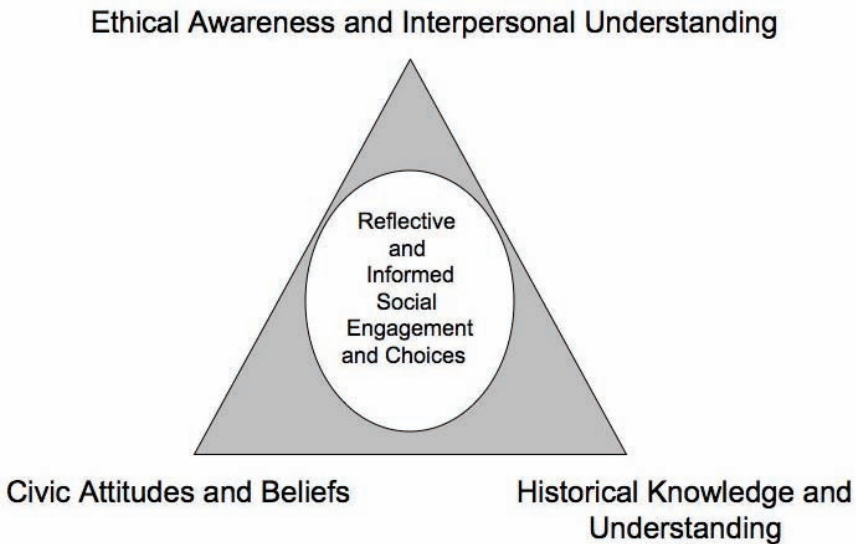 Ethical Awareness and Interpersonal Understanding
Reflective
and
Informed
Social
Engagement
and Choices
Civic Attitudes and Beliefs
Historical Knowledge and
Understanding